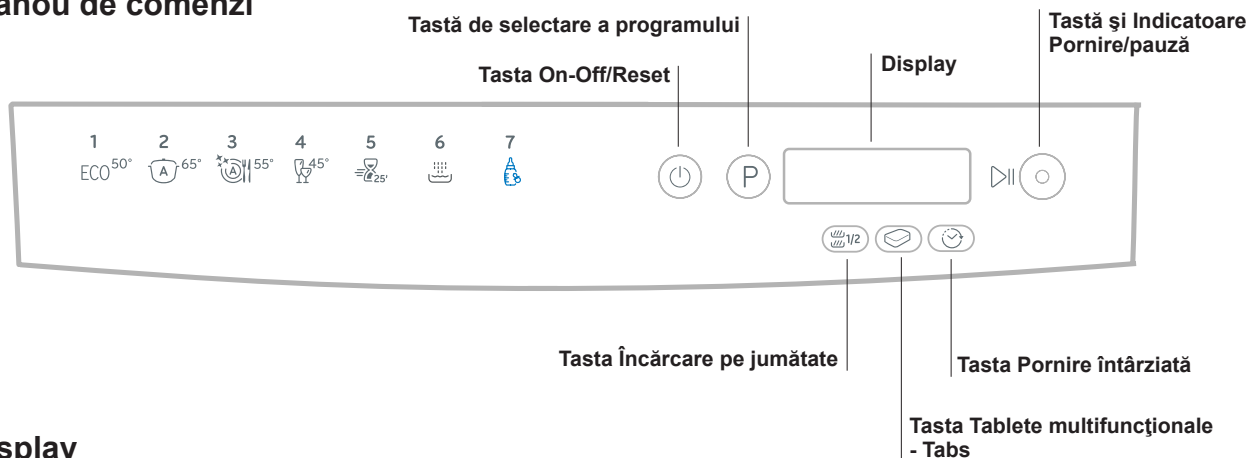 anou de comenzi
Tastă de selectare a programului
Tastă şi Indicatoare
Pornire/pauză
Tasta On-Off/Reset
Display
1 2 3 4 5 6 7
ECO 50° A 65° A 55° 45° 25' P
1/2
Tasta Încărcare pe jumătate
Tasta Pornire întârziată
Tasta Tablete multifuncţionale
- Tabs
splay